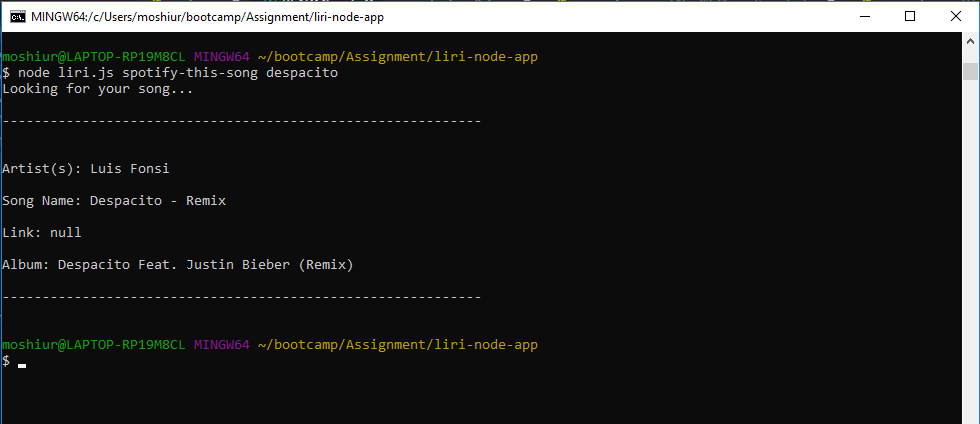 MINGW64:/c/Users/moshiur/bootcamp/Assignment/liri-node-app
moshiur@LAPTOP-RP19M8CL MINGW64 ~/bootcamp/Assignment/liri-node-app
$ node liri.js spotify-this-song despacito
Looking for your song...
------------------------------------------------------------
Artist(s): Luis Fonsi
Song Name: Despacito - Remix
Link: null
Album: Despacito Feat. Justin Bieber (Remix)
------------------------------------------------------------
moshiur@LAPTOP-RP19M8CL MINGW64 ~/bootcamp/Assignment/liri-node-app
$